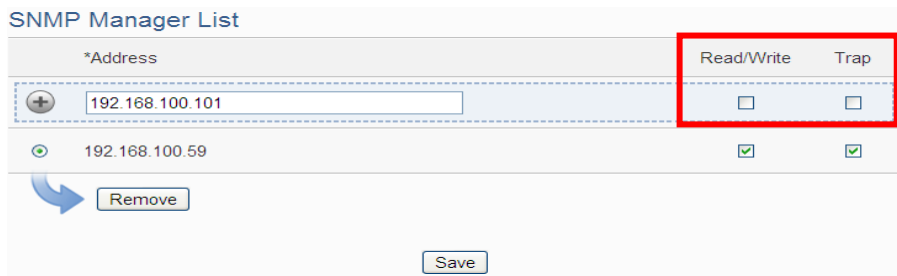 SNMP Manager List
*Address Read/Write Trap
192.168.100.101
192.168.100.59
Remove
Save